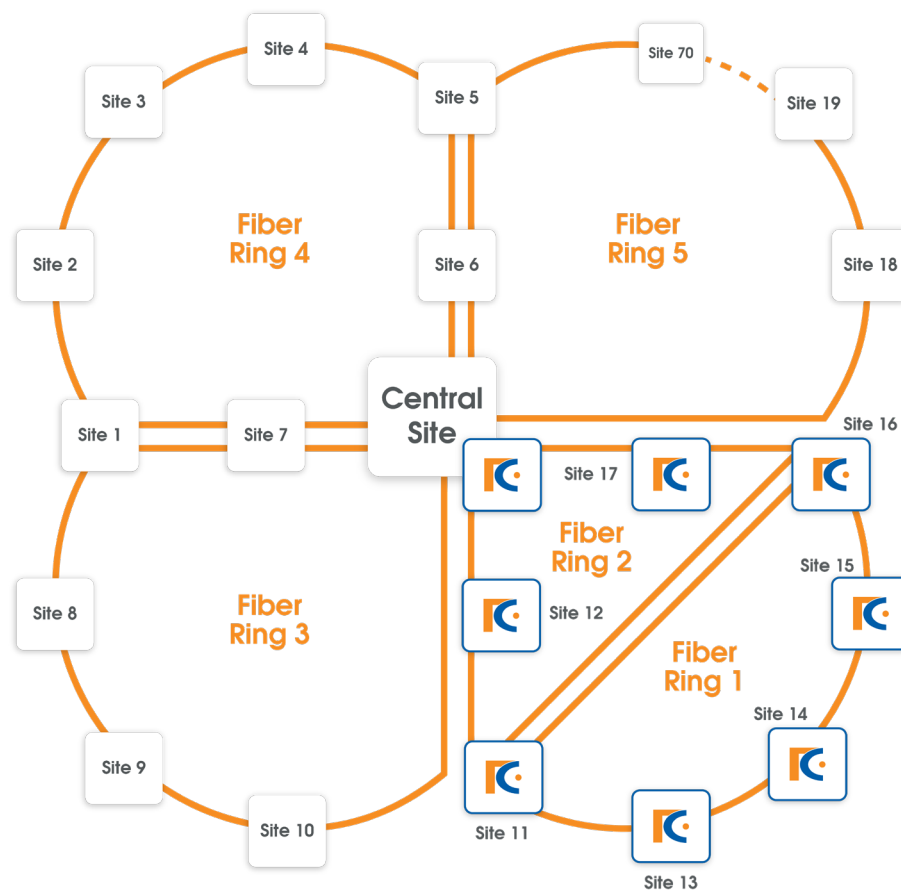 Site 4
Site 70
Site 3
Site 5
Site 19
Fiber
Ring 4
Fiber
Ring 5
Site 2
Site 6
Site 18
Central
Site
Site 1
Site 7
Site 16
Site 17
Fiber
Ring 2
Site 15
Site 8
Fiber
Ring 3
Site 12
Fiber
Ring 1
Site 14
Site 9
Site 10
Site 11
Site 13